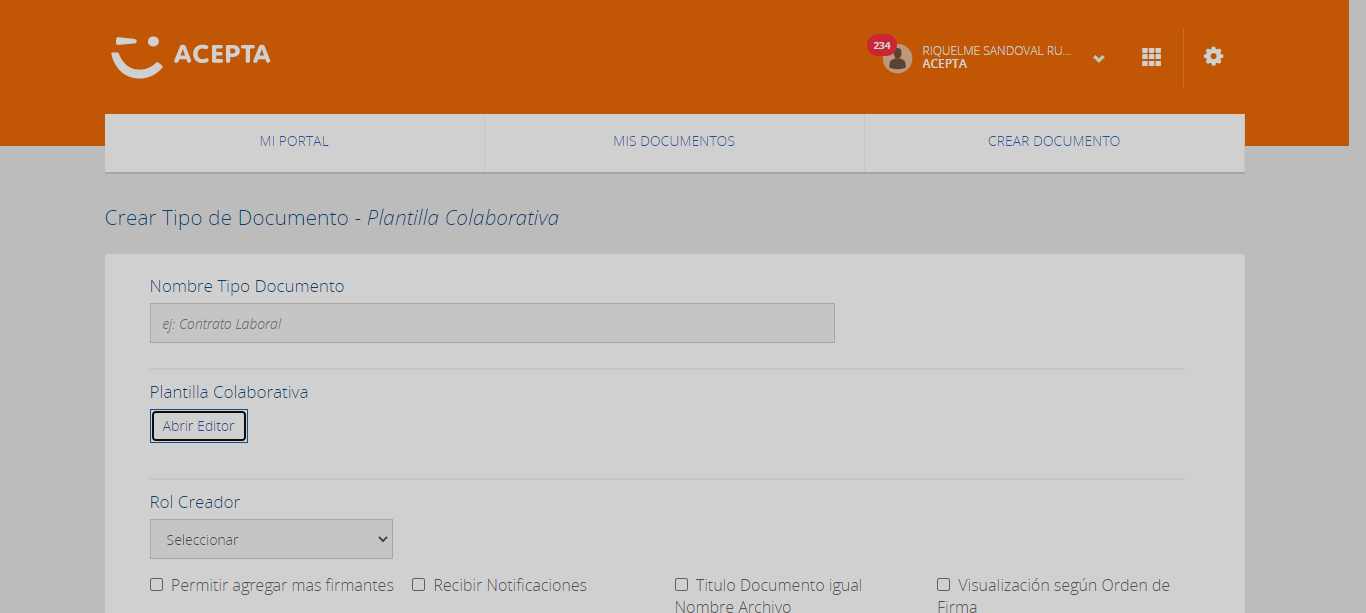 ACEPTA
234
RIQUELME SANDOVAL RU...
ACEPTA
MI PORTAL
MIS DOCUMENTOS
CREAR DOCUMENTO
Crear Tipo de Documento - Plantilla Colaborativa
Nombre Tipo Documento
ej: Contrato Laboral
Plantilla Colaborativa
Abrir Editor
Rol Creador
Seleccionar
Permitir agregar mas firmantes
Recibir Notificaciones
Titulo Documento igual
Nombre Archivo
Visualización según Orden de
Firma